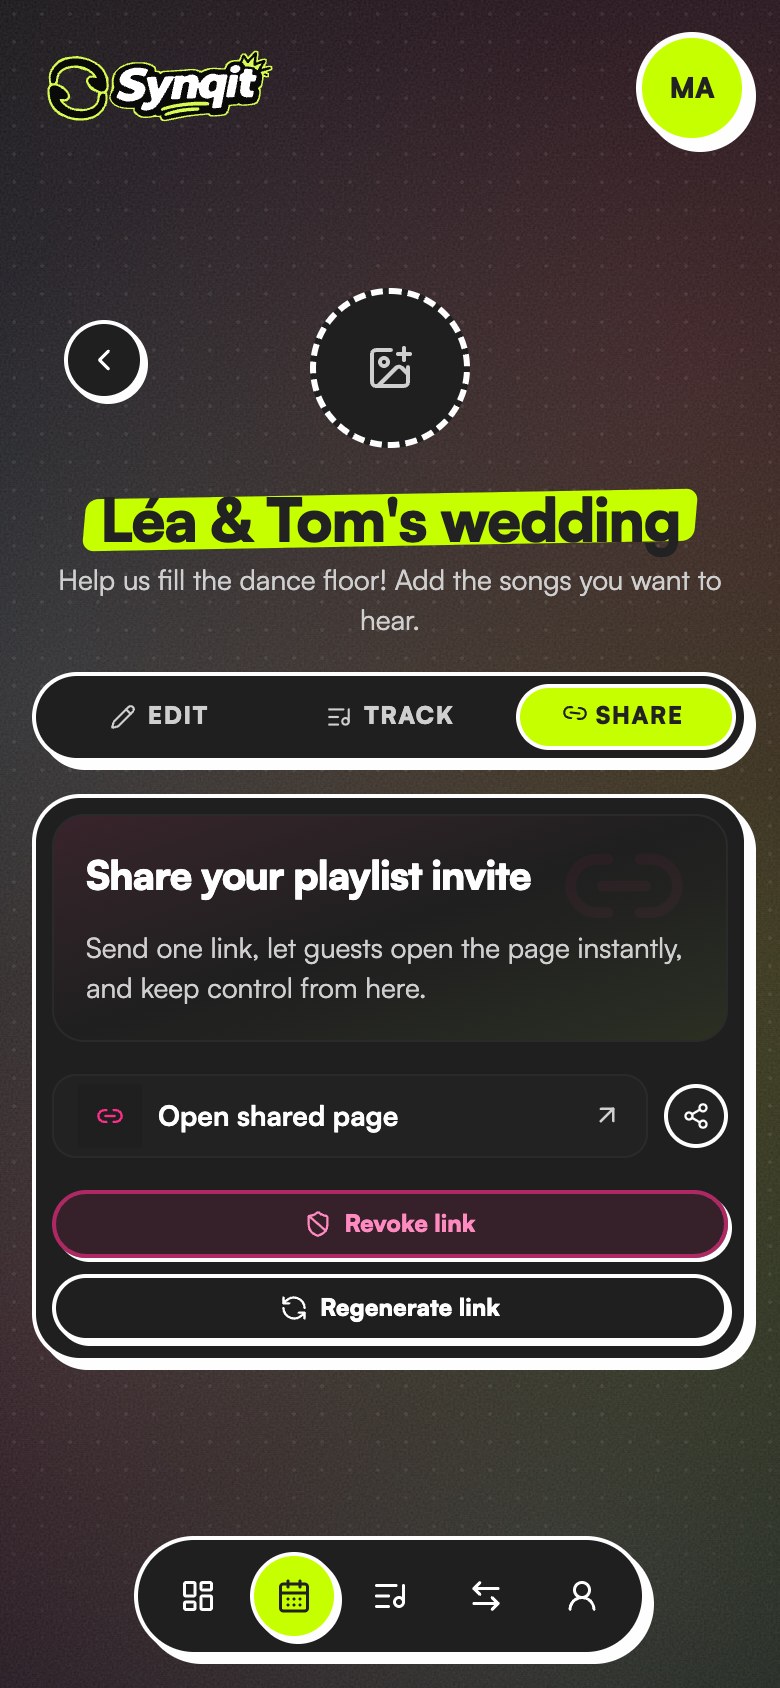 Synqit
MA
Léa & Tom's wedding
Help us fill the dance floor! Add the songs you want to
hear.
EDIT
TRACK
SHARE
Share your playlist invite
Send one link, let guests open the page instantly,
and keep control from here.
Open shared page
Revoke link
Regenerate link